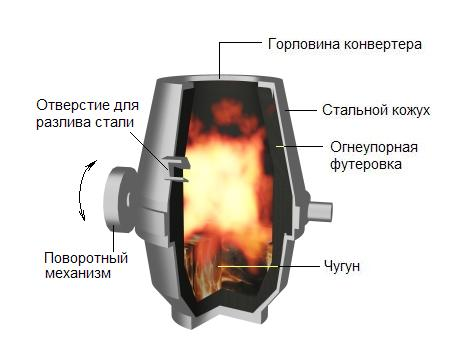 Горловина конвертера
Отверстие для
разлива стали
Стальной кожух
Огнеупорная
футеровка
Поворотный
механизм
Чугун